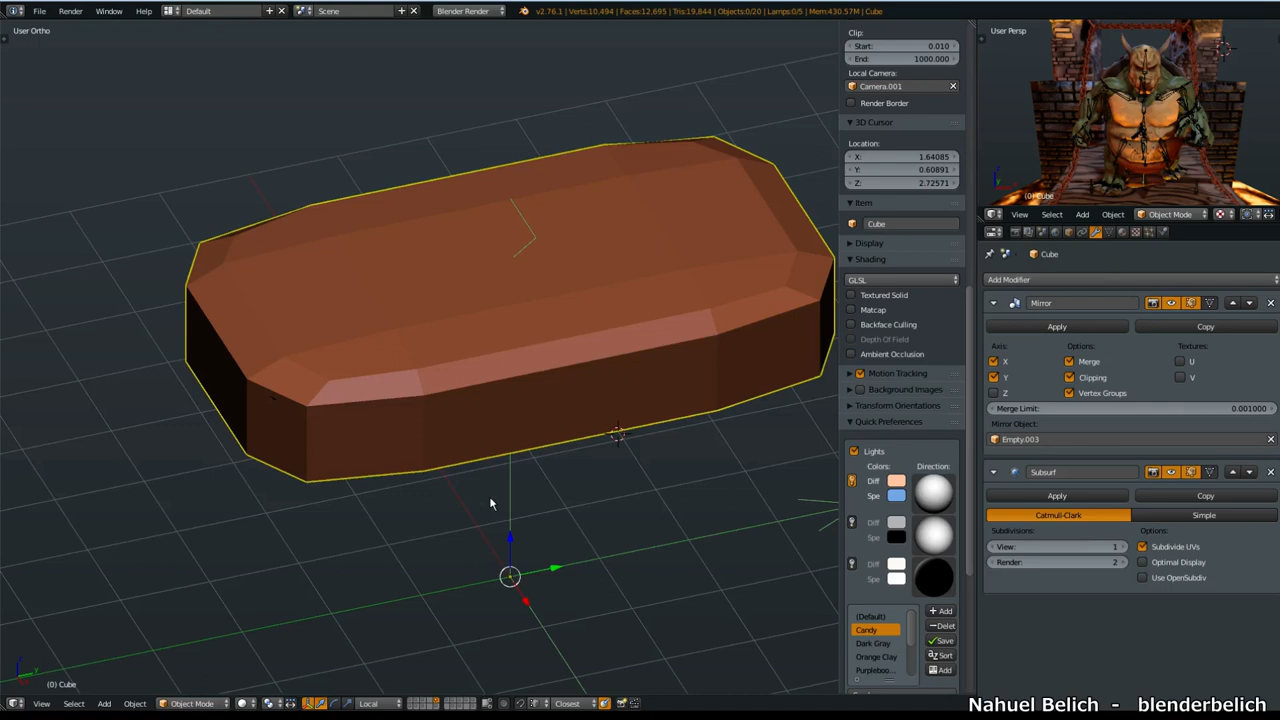 File Render Window Help Default Scene Blender Render v2.76.1 | Verts:10,494 | Faces:12,695 | Tris:19,844 | Objects:0/20 | Lamps:0/5 | Mem:430.57M | Cube
User Ortho
Clip:
Start: 0.010
End: 1000.000
Local Camera:
Camera.001
Render Border
3D Cursor
Location:
X: 1.64085
Y: 0.60891
Z: 2.72571
Item
Cube
Display
Shading
GLSL
Textured Solid
Matcap
Backface Culling
Depth Of Field
Ambient Occlusion
Motion Tracking
Background Images
Transform Orientations
Quick Preferences
Lights
Colors: Direction:
Diff
Spe
Diff
Spe
Diff
Spe
(Default)
Candy
Dark Gray
Orange Clay
Purpleboo
Add
Delet
Save
Sort
Add
User Persp
(0) Cube
View Select Add Object Object Mode
Cube
Add Modifier
Mirror
Apply Copy
Axis: Options: Textures:
X Merge U
Y Clipping V
Z Vertex Groups
Merge Limit: 0.001000
Mirror Object:
Empty.003
Subsurf
Apply Copy
Catmull-Clark Simple
Subdivisions: Options:
View: 1 Subdivide UVs
Render: 2 Optimal Display
Use OpenSubdiv
(0) Cube
View Select Add Object Object Mode Local Closest
Nahuel Belich - blenderbelich